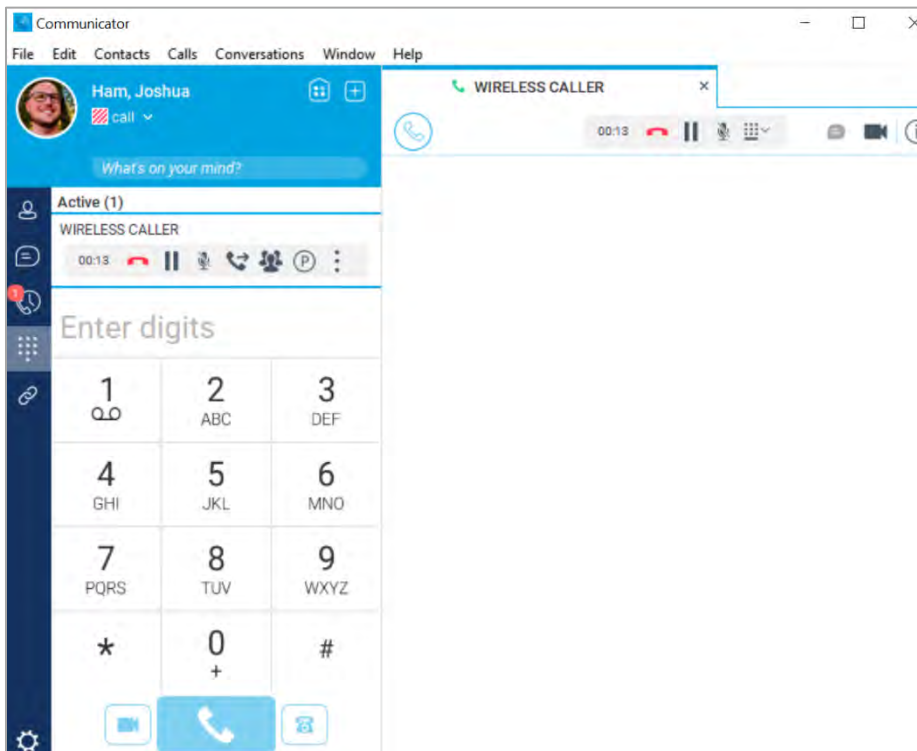 Communicator
File Edit Contacts Calls Conversations Window Help
Ham, Joshua
call
What's on your mind?
Active (1)
WIRELESS CALLER
00:13 P
1
Enter digits
1 2 3
ABC DEF
4 5 6
GHI JKL MNO
7 8 9
PQRS TUV WXYZ
* 0 #
+
WIRELESS CALLER ×
00:13